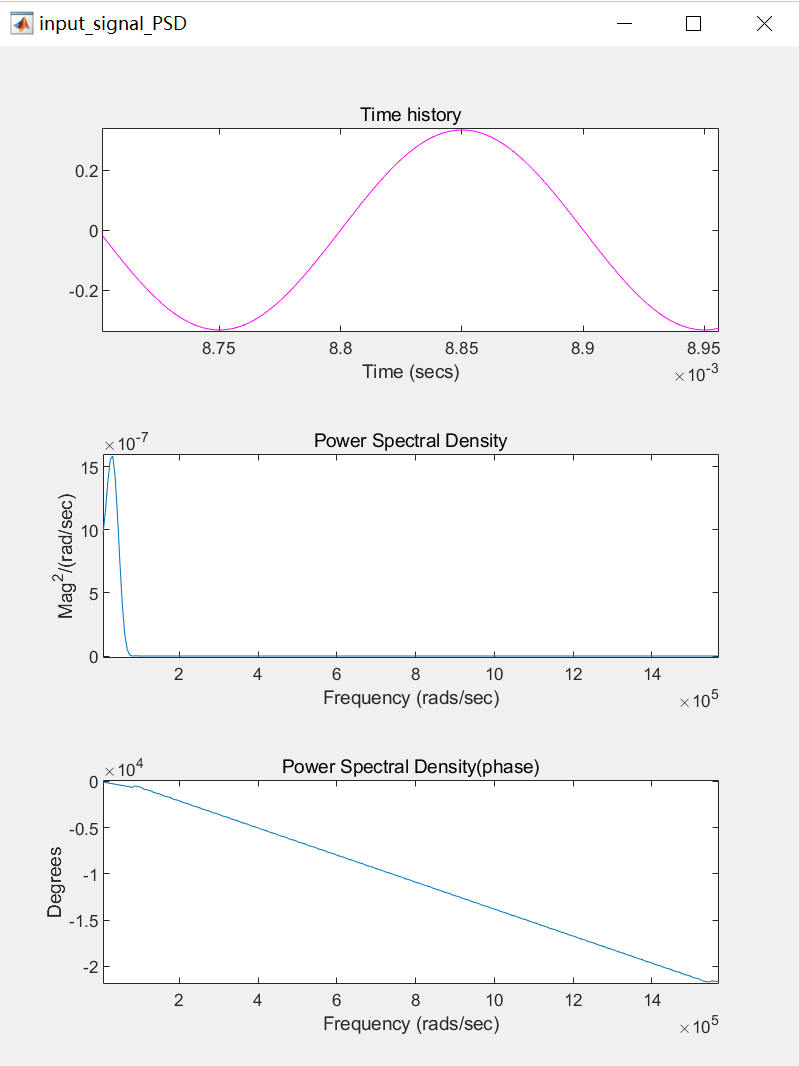 input_signal_PSD
Time history
0.2
0
-0.2
8.75 8.8 8.85 8.9 8.95
Time (secs)
×10⁻³
×10⁻⁷
Power Spectral Density
15
10
5
0
Mag²/(rad/sec)
2 4 6 8 10 12 14
Frequency (rads/sec)
×10⁵
×10⁴
Power Spectral Density(phase)
0
-0.5
-1
-1.5
-2
Degrees
2 4 6 8 10 12 14
Frequency (rads/sec)
×10⁵